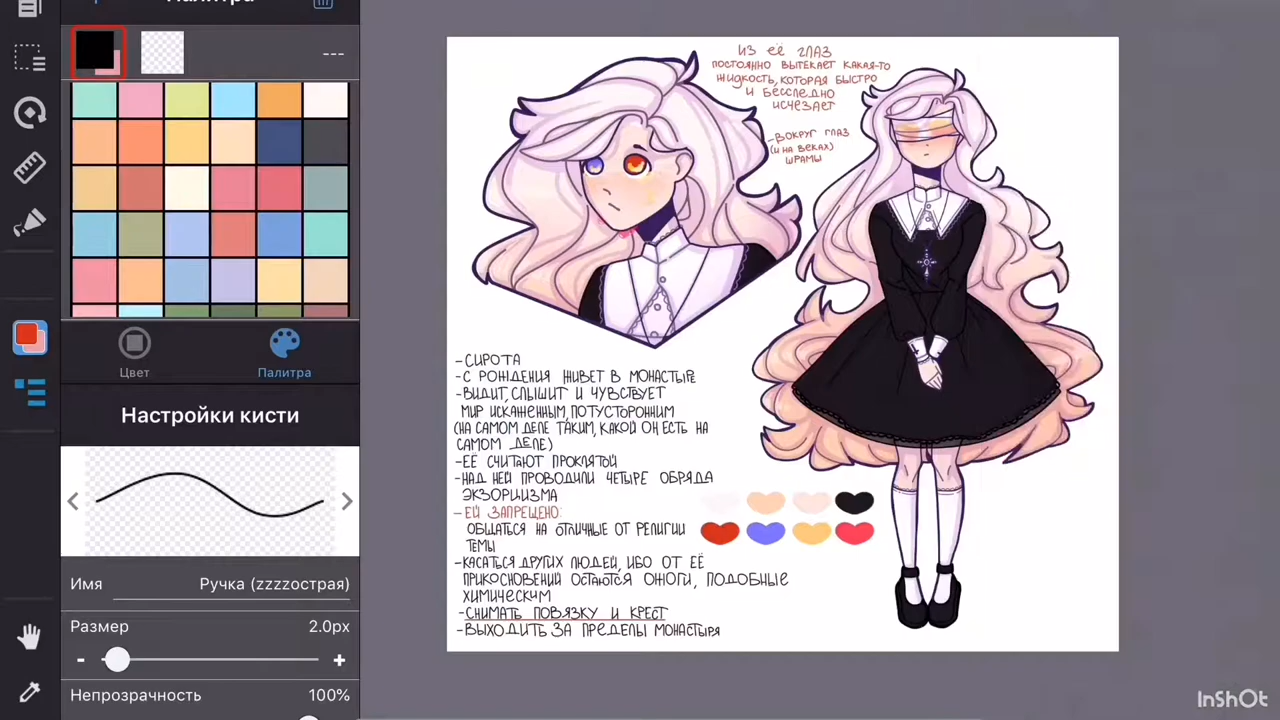 Палитра
---
Цвет
Палитра
Настройки кисти
Имя
Ручка (zzzzострая)
Размер
2.0px
-
+
Непрозрачность
100%
ИЗ ЕЁ ГЛАЗ
ПОСТОЯННО ВЫТЕКАЕТ КАКАЯ-ТО
ЖИДКОСТЬ, КОТОРАЯ БЫСТРО
И БЕССЛЕДНО
ИСЧЕЗАЕТ
-ВОКРУГ ГЛАЗ
(И НА ВЕКАХ)
ШРАМЫ
-СИРОТА
-С РОЖДЕНИЯ ЖИВЕТ В МОНАСТЫРЕ
-ВИДИТ, СЛЫШИТ И ЧУВСТВУЕТ
МИР ИСКАЖЕННЫМ, ПОТУСТОРОННИМ
(НА САМОМ ДЕЛЕ ТАКИМ, КАКОЙ ОН ЕСТЬ НА
САМОМ ДЕЛЕ)
-ЕЁ СЧИТАЮТ ПРОКЛЯТОЙ
-НАД НЕЙ ПРОВОДИЛИ ЧЕТЫРЕ ОБРЯДА
ЭКЗОРЦИЗМА
-ЕЙ ЗАПРЕЩЕНО:
ОБЩАТЬСЯ НА ОТЛИЧНЫЕ ОТ РЕЛИГИИ
ТЕМЫ
-КАСАТЬСЯ ДРУГИХ ЛЮДЕЙ, ИБО ОТ ЕЁ
ПРИКОСНОВЕНИЙ ОСТАЮТСЯ ОЖОГИ, ПОДОБНЫЕ
ХИМИЧЕСКИМ
-СНИМАТЬ ПОВЯЗКУ И КРЕСТ
-ВЫХОДИТЬ ЗА ПРЕДЕЛЫ МОНАСТЫРЯ
InShOt